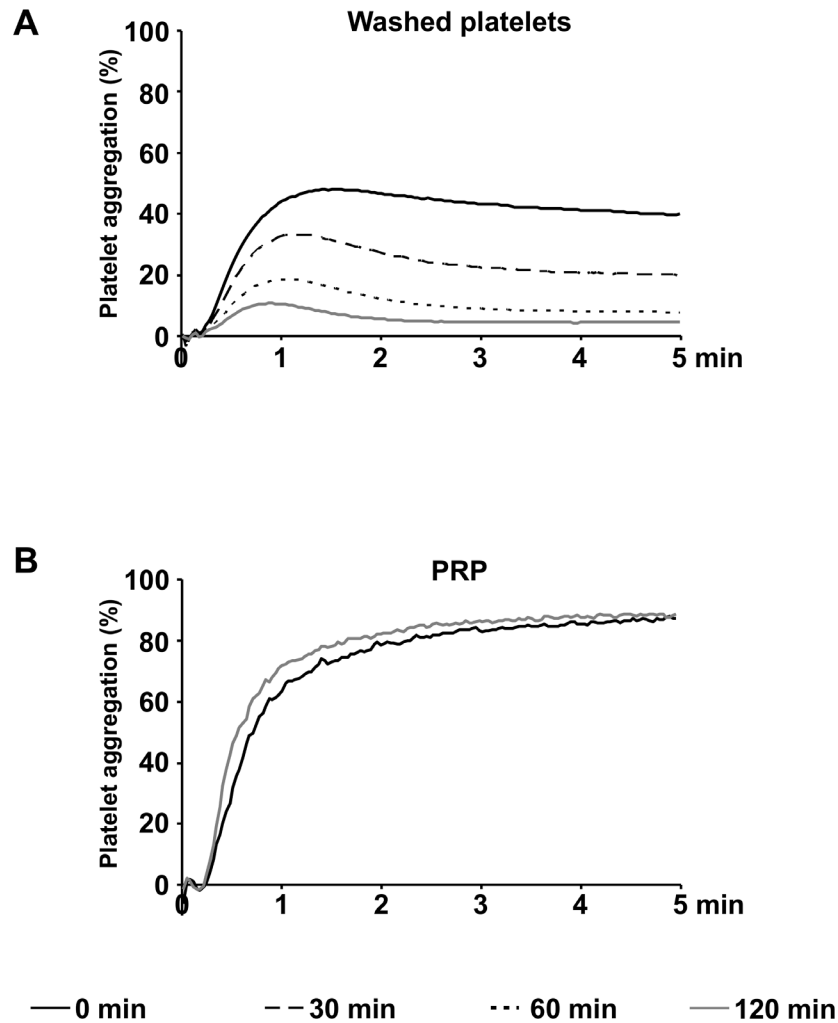 A
Washed platelets
Platelet aggregation (%)
100
80
60
40
20
0
0 1 2 3 4 5 min
B
PRP
Platelet aggregation (%)
100
80
60
40
20
0
0 1 2 3 4 5 min
0 min 30 min 60 min 120 min